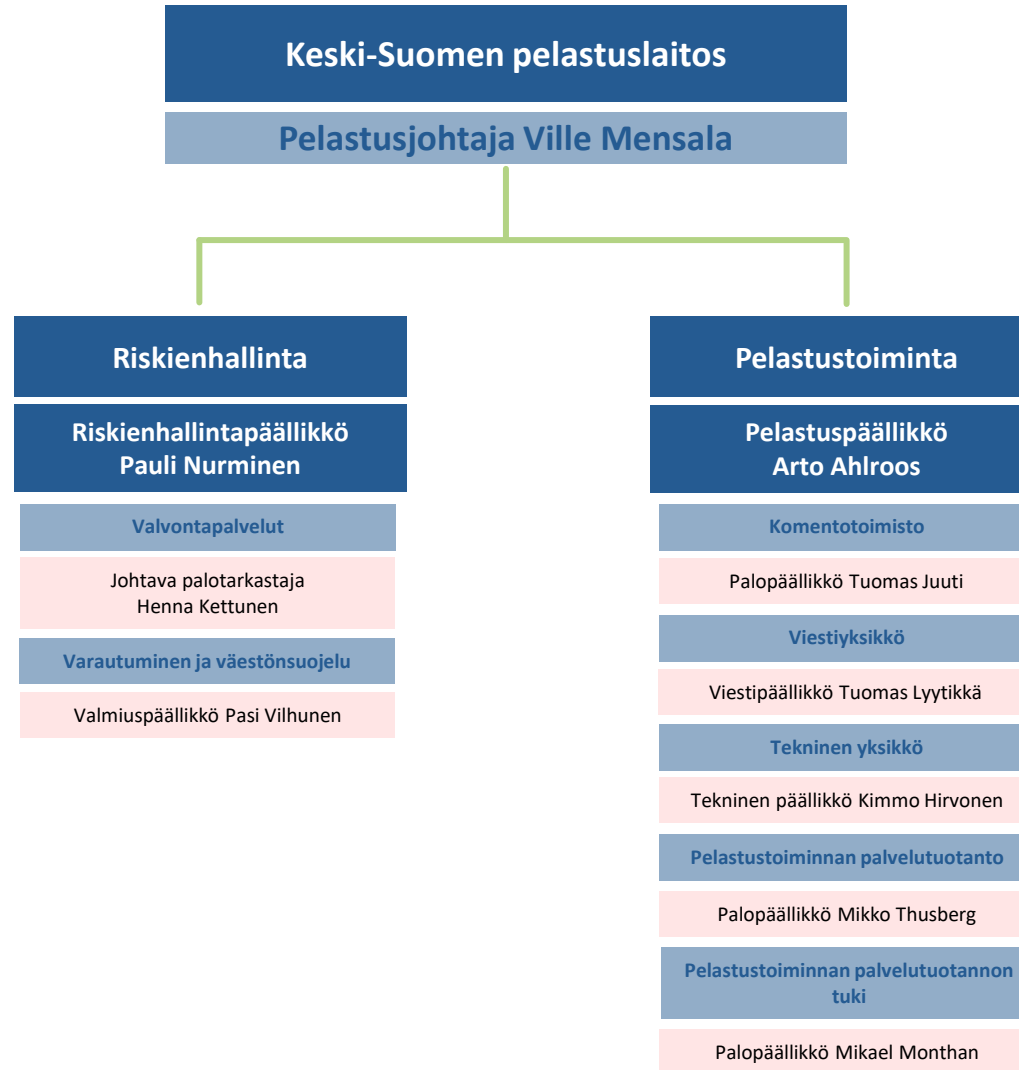 Keski-Suomen pelastuslaitos
Pelastusjohtaja Ville Mensala
Riskienhallinta
Riskienhallintapäällikkö
Pauli Nurminen
Valvontapalvelut
Johtava palotarkastaja
Henna Kettunen
Varautuminen ja väestönsuojelu
Valmiuspäällikkö Pasi Vilhunen
Pelastustoiminta
Pelastuspäällikkö
Arto Ahlroos
Komentotoimisto
Palopäällikkö Tuomas Juuti
Viestiyksikkö
Viestipäällikkö Tuomas Lyytikkä
Tekninen yksikkö
Tekninen päällikkö Kimmo Hirvonen
Pelastustoiminnan palvelutuotanto
Palopäällikkö Mikko Thusberg
Pelastustoiminnan palvelutuotannon
tuki
Palopäällikkö Mikael Monthan